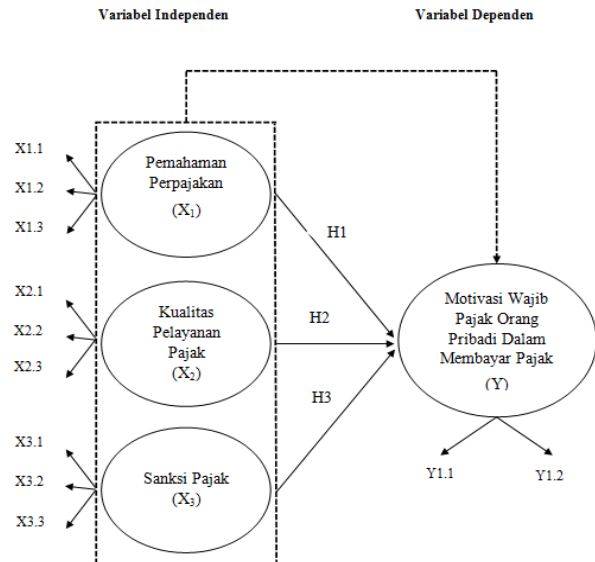 Variabel Independen
Variabel Dependen
X1.1
X1.2
X1.3
Pemahaman
Perpajakan
(X1)
H1
X2.1
X2.2
X2.3
Kualitas
Pelayanan
Pajak
(X2)
H2
Motivasi Wajib
Pajak Orang
Pribadi Dalam
Membayar Pajak
(Y)
H3
X3.1
X3.2
X3.3
Sanksi Pajak
(X3)
Y1.1
Y1.2